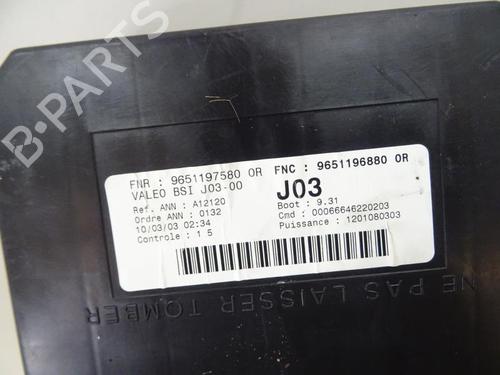 B-PARTS
FNR : 9651197580 OR FNC : 9651196880 OR
VALEO BSI J03-00
J03
Ref. ANN : A12120
Boot : 9.31
Ordre ANN : 0132
Cmd : 00066646220203
10/03/03 02:34
Puissance : 1201080303
Controle : 1 5
NE PAS LAISSER TOMBER